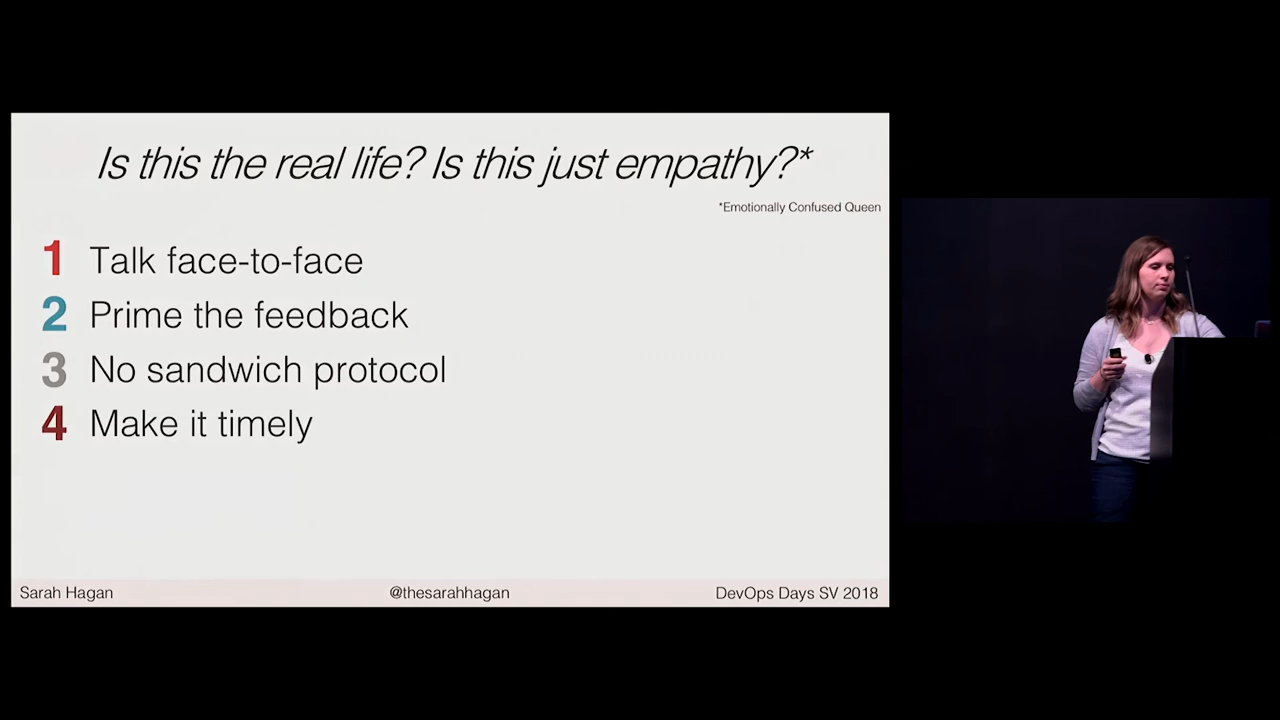 Is this the real life? Is this just empathy?*
*Emotionally Confused Queen
1 Talk face-to-face
2 Prime the feedback
3 No sandwich protocol
4 Make it timely
Sarah Hagan @thesarahhagan DevOps Days SV 2018